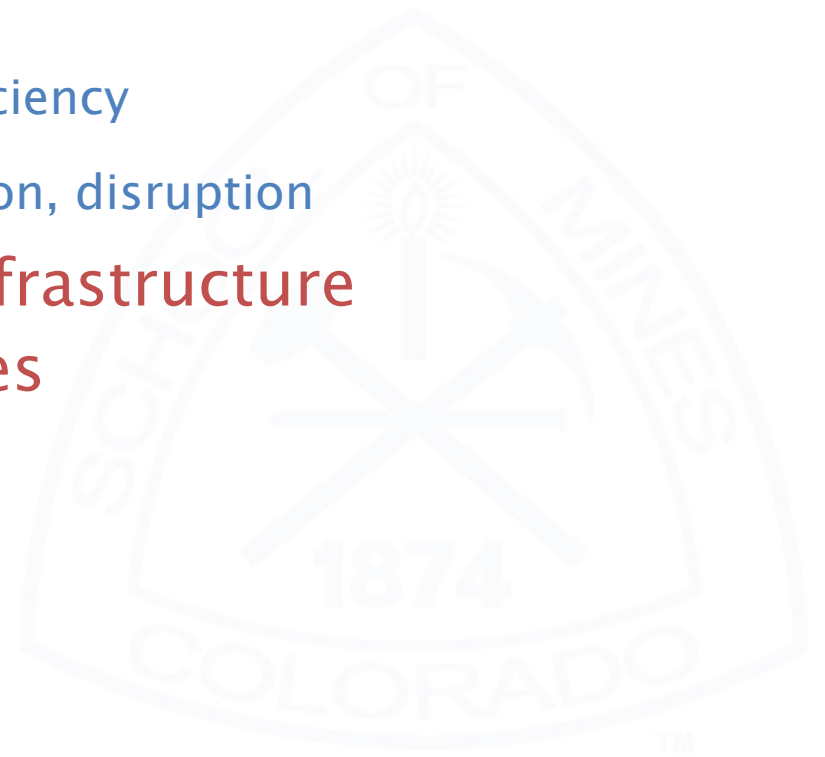 ciency
on, disruption
frastructure
es
SCHOOL OF MINES
1874
COLORADO
TM